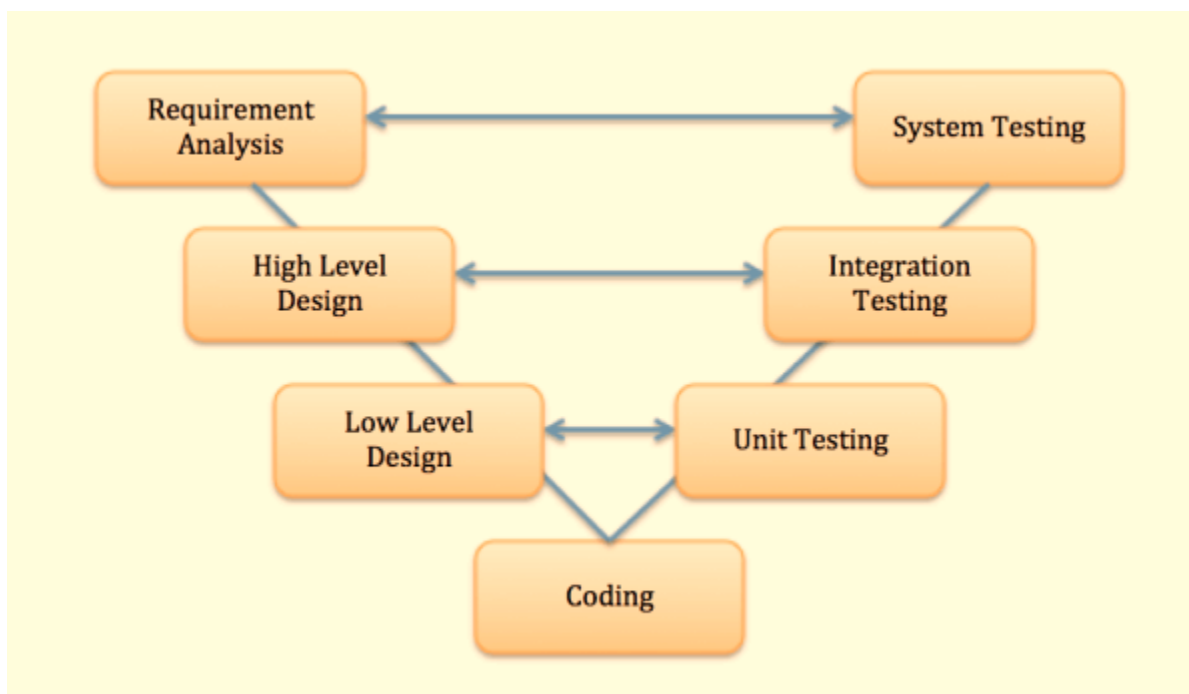 Requirement
Analysis
System Testing
High Level
Design
Integration
Testing
Low Level
Design
Unit Testing
Coding